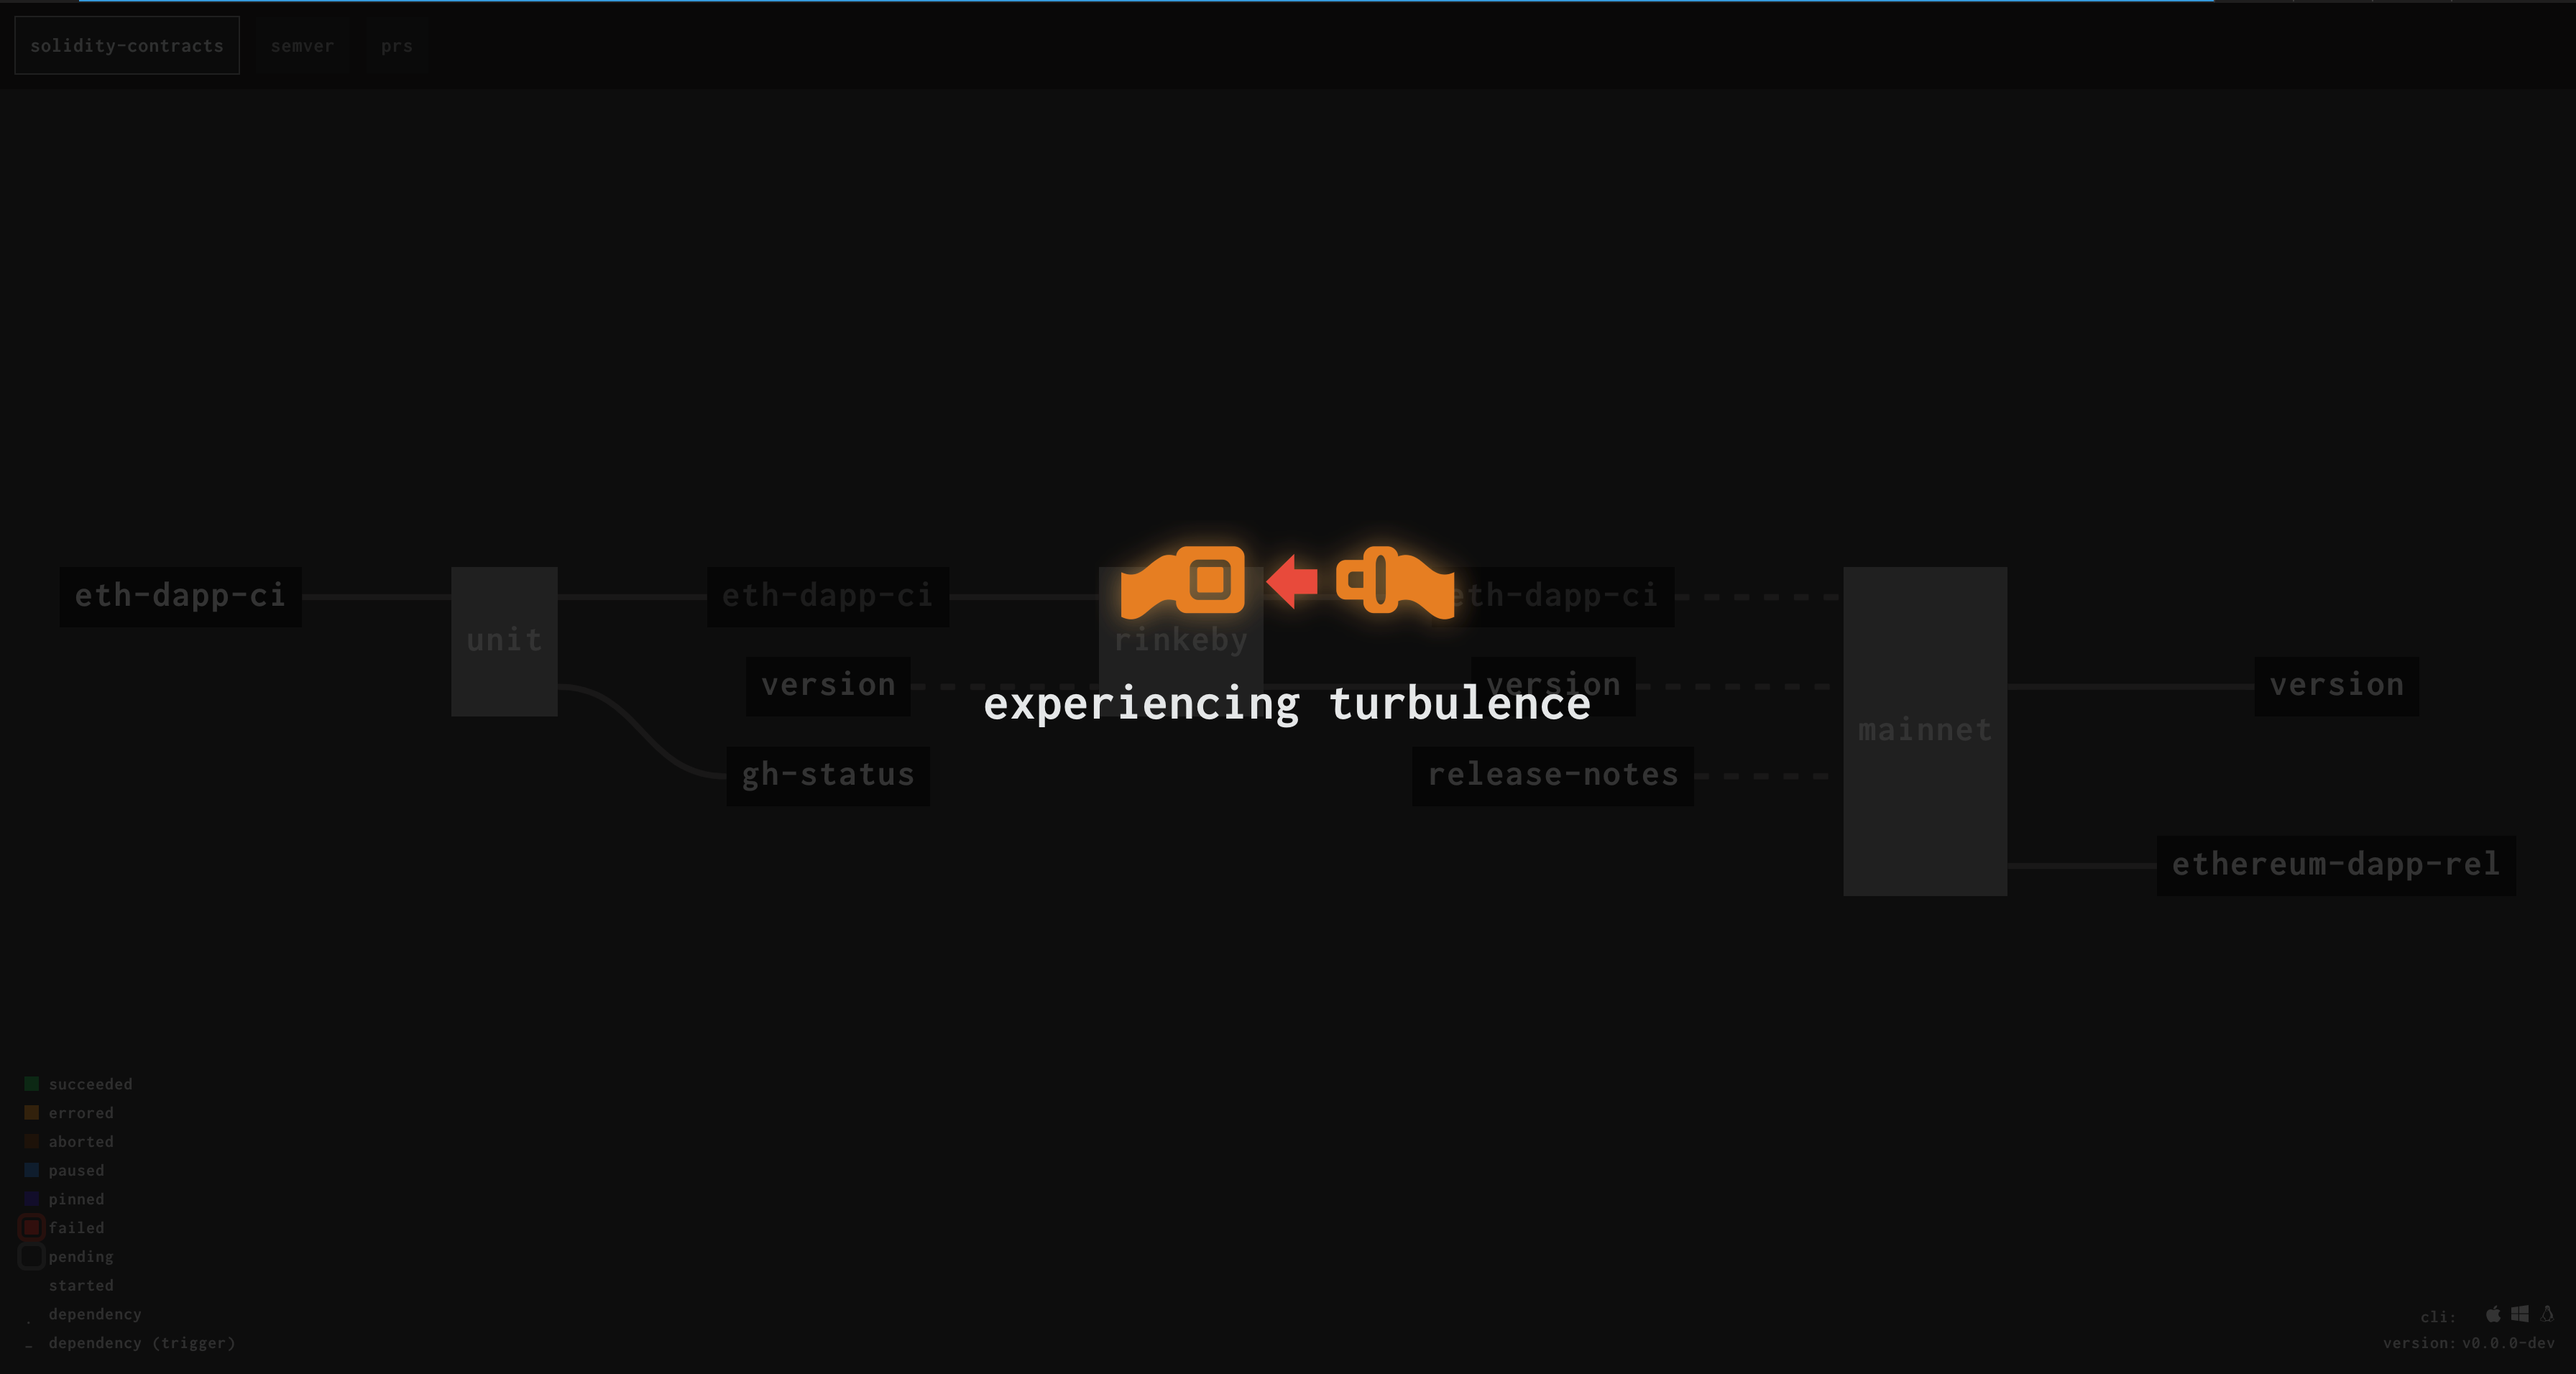 solidity-contracts semver prs
eth-dapp-ci
unit
eth-dapp-ci
version
gh-status
rinkeby
eth-dapp-ci
version
release-notes
mainnet
version
ethereum-dapp-rel
experiencing turbulence
succeeded
errored
aborted
paused
pinned
failed
pending
started
dependency
dependency (trigger)
cli:
version: v0.0.0-dev